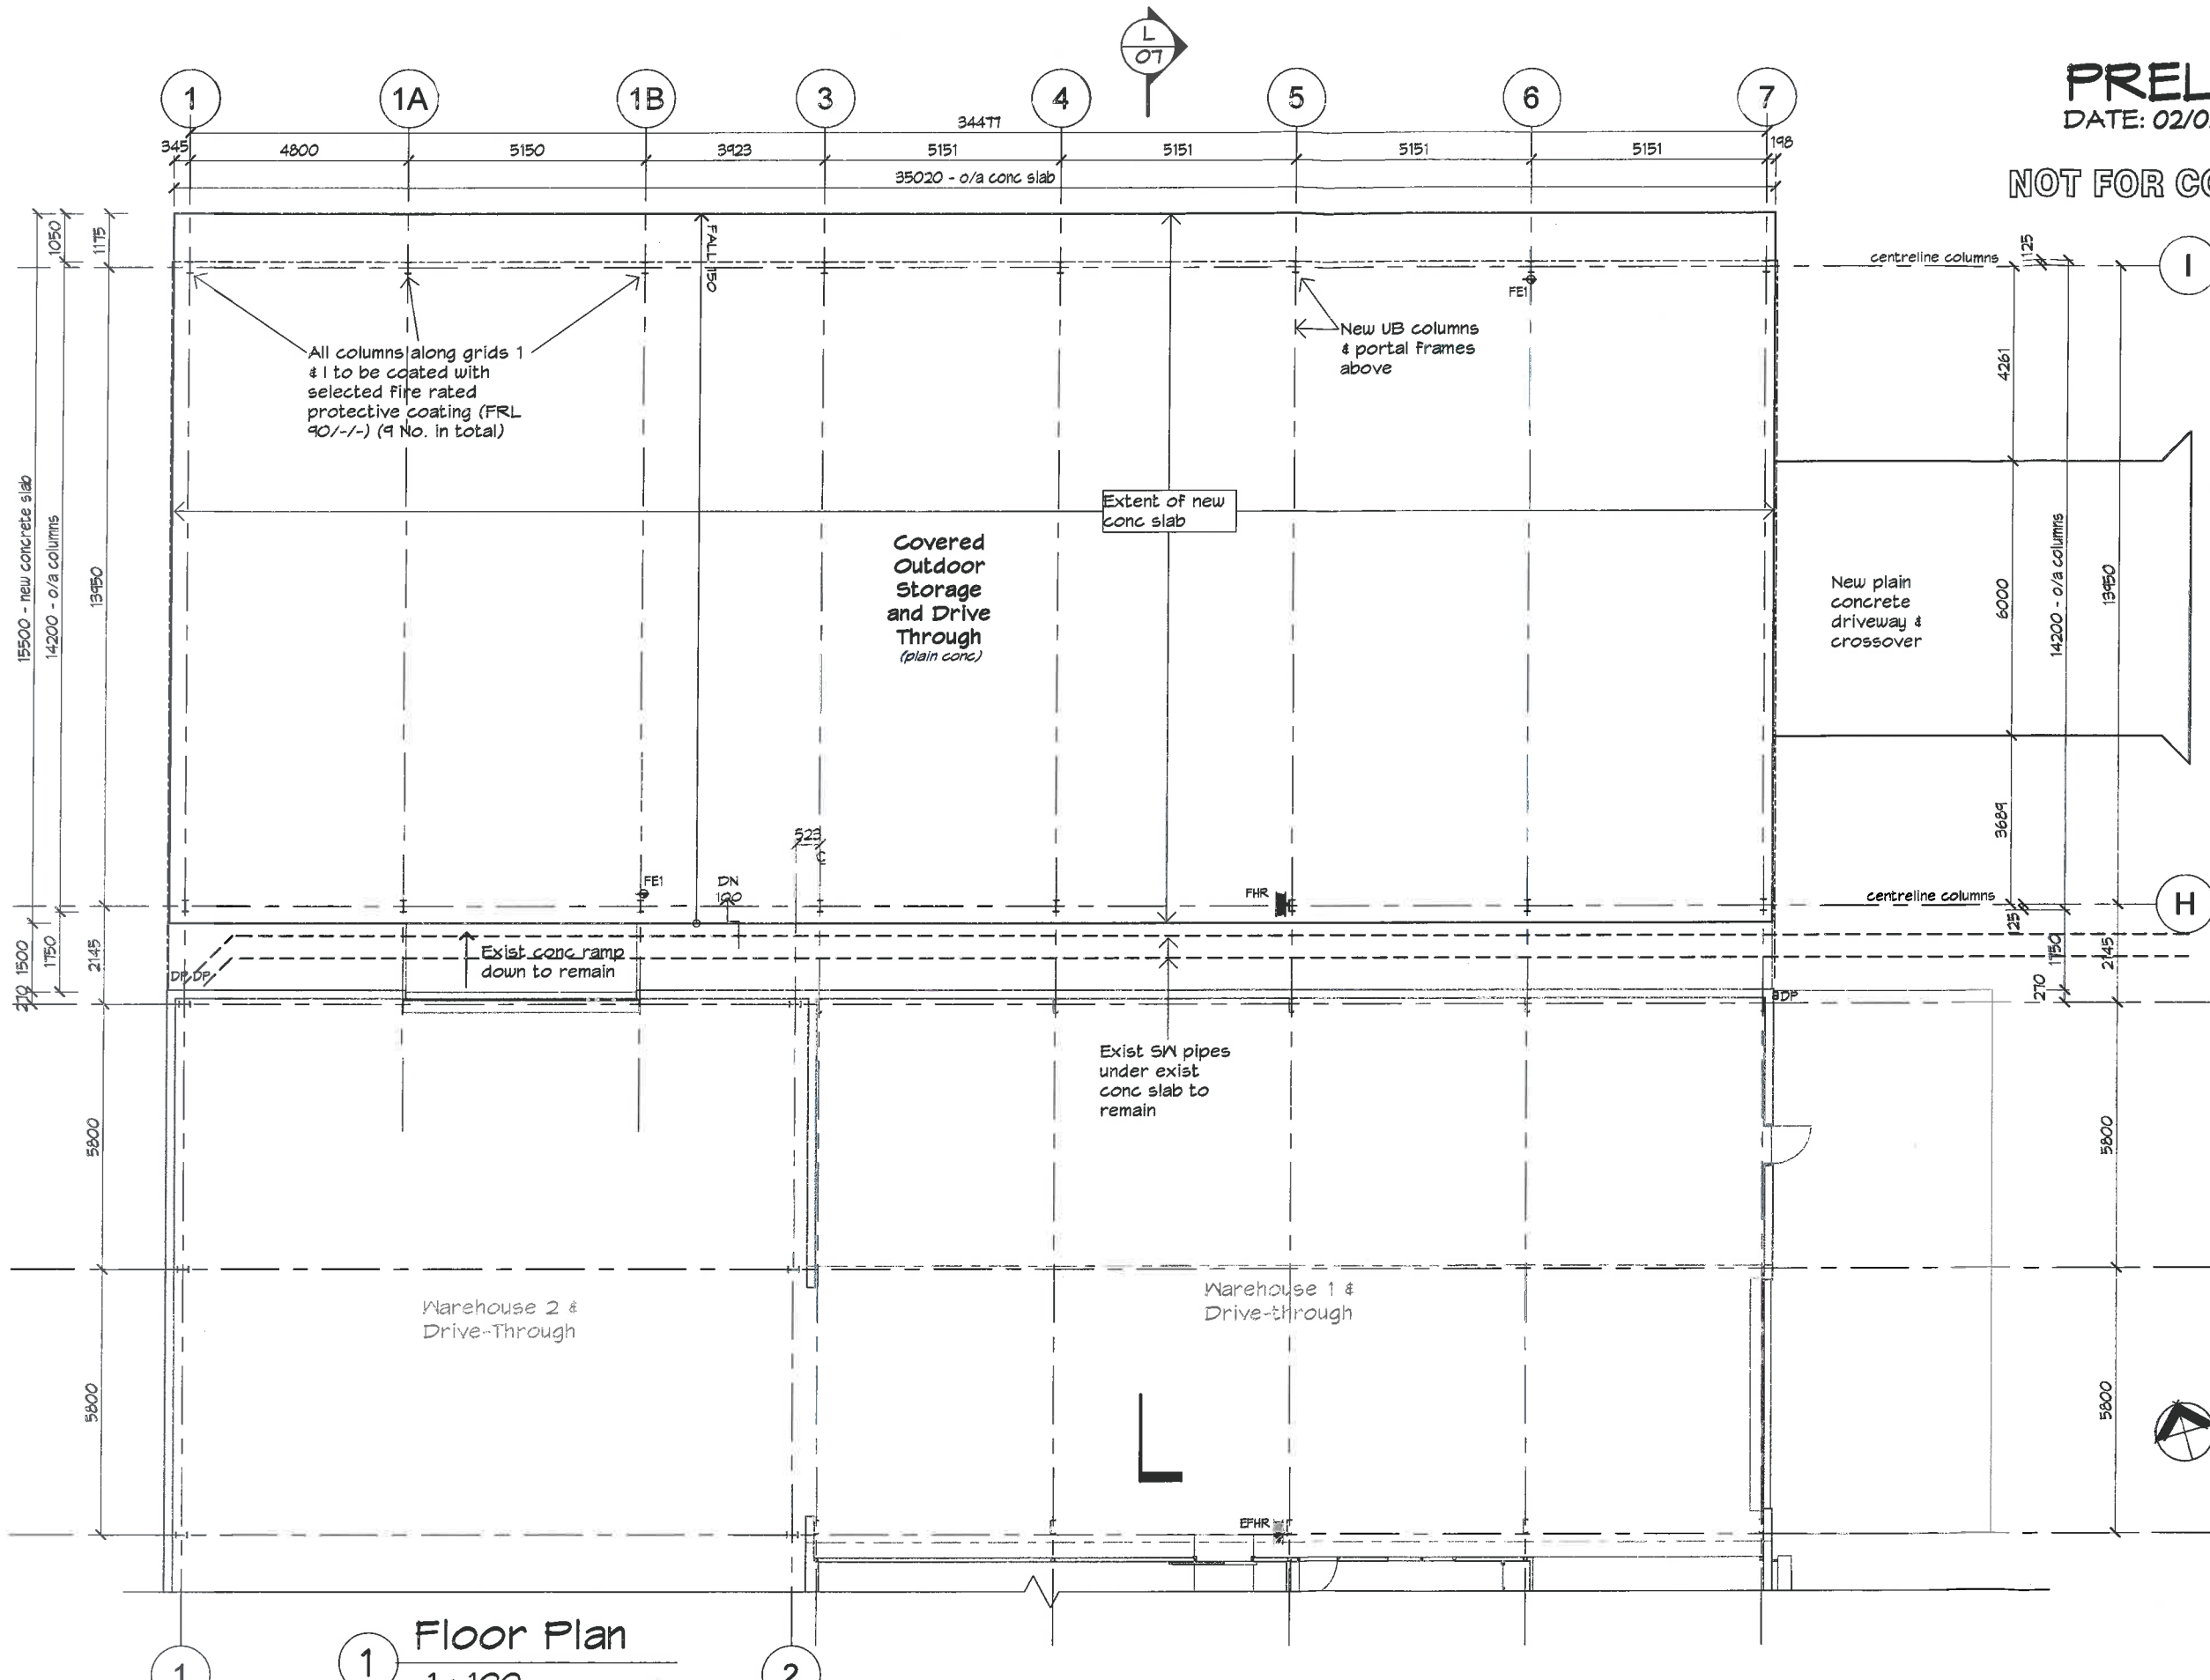 L
07
PREL
DATE: 02/0
NOT FOR CO
1
1A
1B
3
4
5
6
7
34477
345
4800
5150
3923
5151
5151
5151
5151
198
35020 - o/a conc slab
1050
1175
15500 - new concrete slab
14200 - o/a columns
13950
FALL 150
centreline columns
125
I
FE1
All columns along grids 1
& I to be coated with
selected fire rated
protective coating (FRL
90/-/-) (9 No. in total)
New UB columns
& portal frames
above
4261
Extent of new
conc slab
Covered
Outdoor
Storage
and Drive
Through
(plain conc)
New plain
concrete
driveway &
crossover
6000
14200 - o/a columns
13950
3689
523
FE1
DN
100
FHR
centreline columns
125
H
1500
1750
2145
270
DP
DP
Exist conc ramp
down to remain
1750
2145
270
DP
Exist SW pipes
under exist
conc slab to
remain
5800
5800
Warehouse 2 &
Drive-Through
Warehouse 1 &
Drive-through
5800
5800
EFHR
Floor Plan
1
1
2